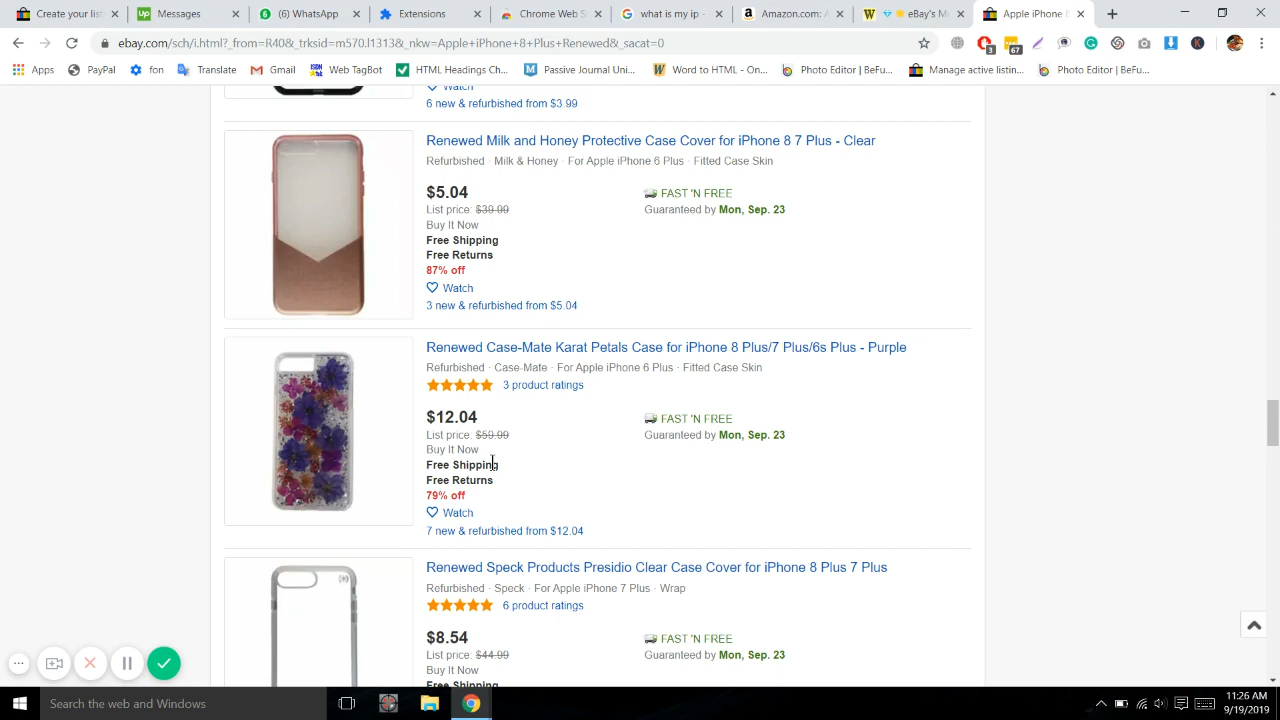 Create your listi
Messages
(6) WhatsApp
Extensions
Chrome Web S
what is my ip -
Amazon.com: A
eBay's M
Apple iPhone 8
ebay.com/sch/i.html?_from=R40&_trksid=m570.l1313&_nkw=Apple+iPhone+8+Plus+Renewed&_sacat=0
3
67
Apps
PayPal
fon
Translate
Gmail
Web TagBot
HTML Headings Ch...
Passive Journal Uni...
Word to HTML - On...
Photo Editor | BeFu...
Manage active listin...
Photo Editor | BeFu...
Watch
6 new & refurbished from $3.99
Renewed Milk and Honey Protective Case Cover for iPhone 8 7 Plus - Clear
Refurbished · Milk & Honey · For Apple iPhone 6 Plus · Fitted Case Skin
$5.04
FAST 'N FREE
List price: $39.99
Guaranteed by Mon, Sep. 23
Buy It Now
Free Shipping
Free Returns
87% off
Watch
3 new & refurbished from $5.04
Renewed Case-Mate Karat Petals Case for iPhone 8 Plus/7 Plus/6s Plus - Purple
Refurbished · Case-Mate · For Apple iPhone 6 Plus · Fitted Case Skin
3 product ratings
$12.04
FAST 'N FREE
List price: $59.99
Guaranteed by Mon, Sep. 23
Buy It Now
Free Shipping
Free Returns
79% off
Watch
7 new & refurbished from $12.04
Renewed Speck Products Presidio Clear Case Cover for iPhone 8 Plus 7 Plus
Refurbished · Speck · For Apple iPhone 7 Plus · Wrap
6 product ratings
$8.54
FAST 'N FREE
List price: $44.99
Guaranteed by Mon, Sep. 23
Buy It Now
Free Shipping
Search the web and Windows
11:26 AM
9/19/2019